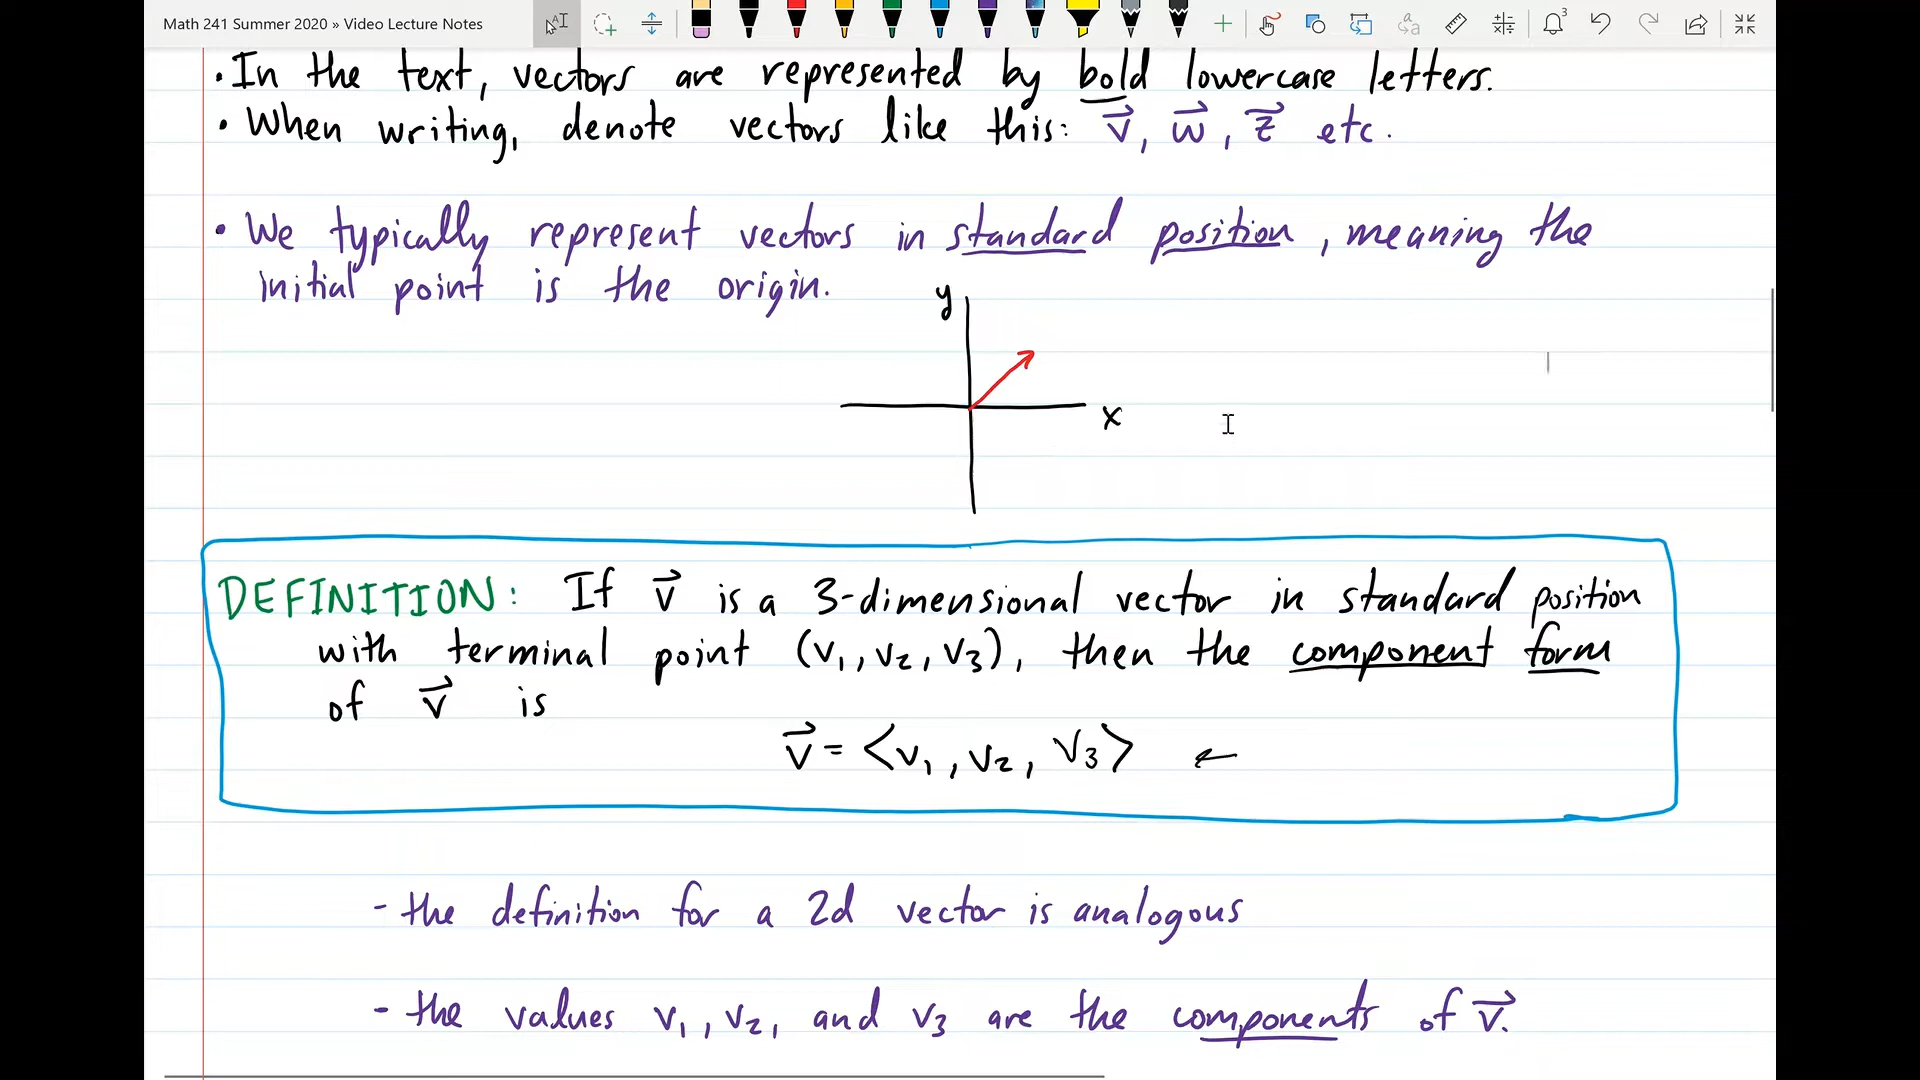 Math 241 Summer 2020 » Video Lecture Notes
3
• In the text, vectors are represented by bold lowercase letters.
• When writing, denote vectors like this: v⃗, w⃗, z⃗ etc.
• We typically represent vectors in standard position, meaning the
initial point is the origin.
y
x
DEFINITION: If v⃗ is a 3-dimensional vector in standard position
with terminal point (v₁, v₂, v₃), then the component form
of v⃗ is
v⃗ = <v₁, v₂, v₃> ←
- the definition for a 2d vector is analogous
- the values v₁, v₂, and v₃ are the components of v⃗.